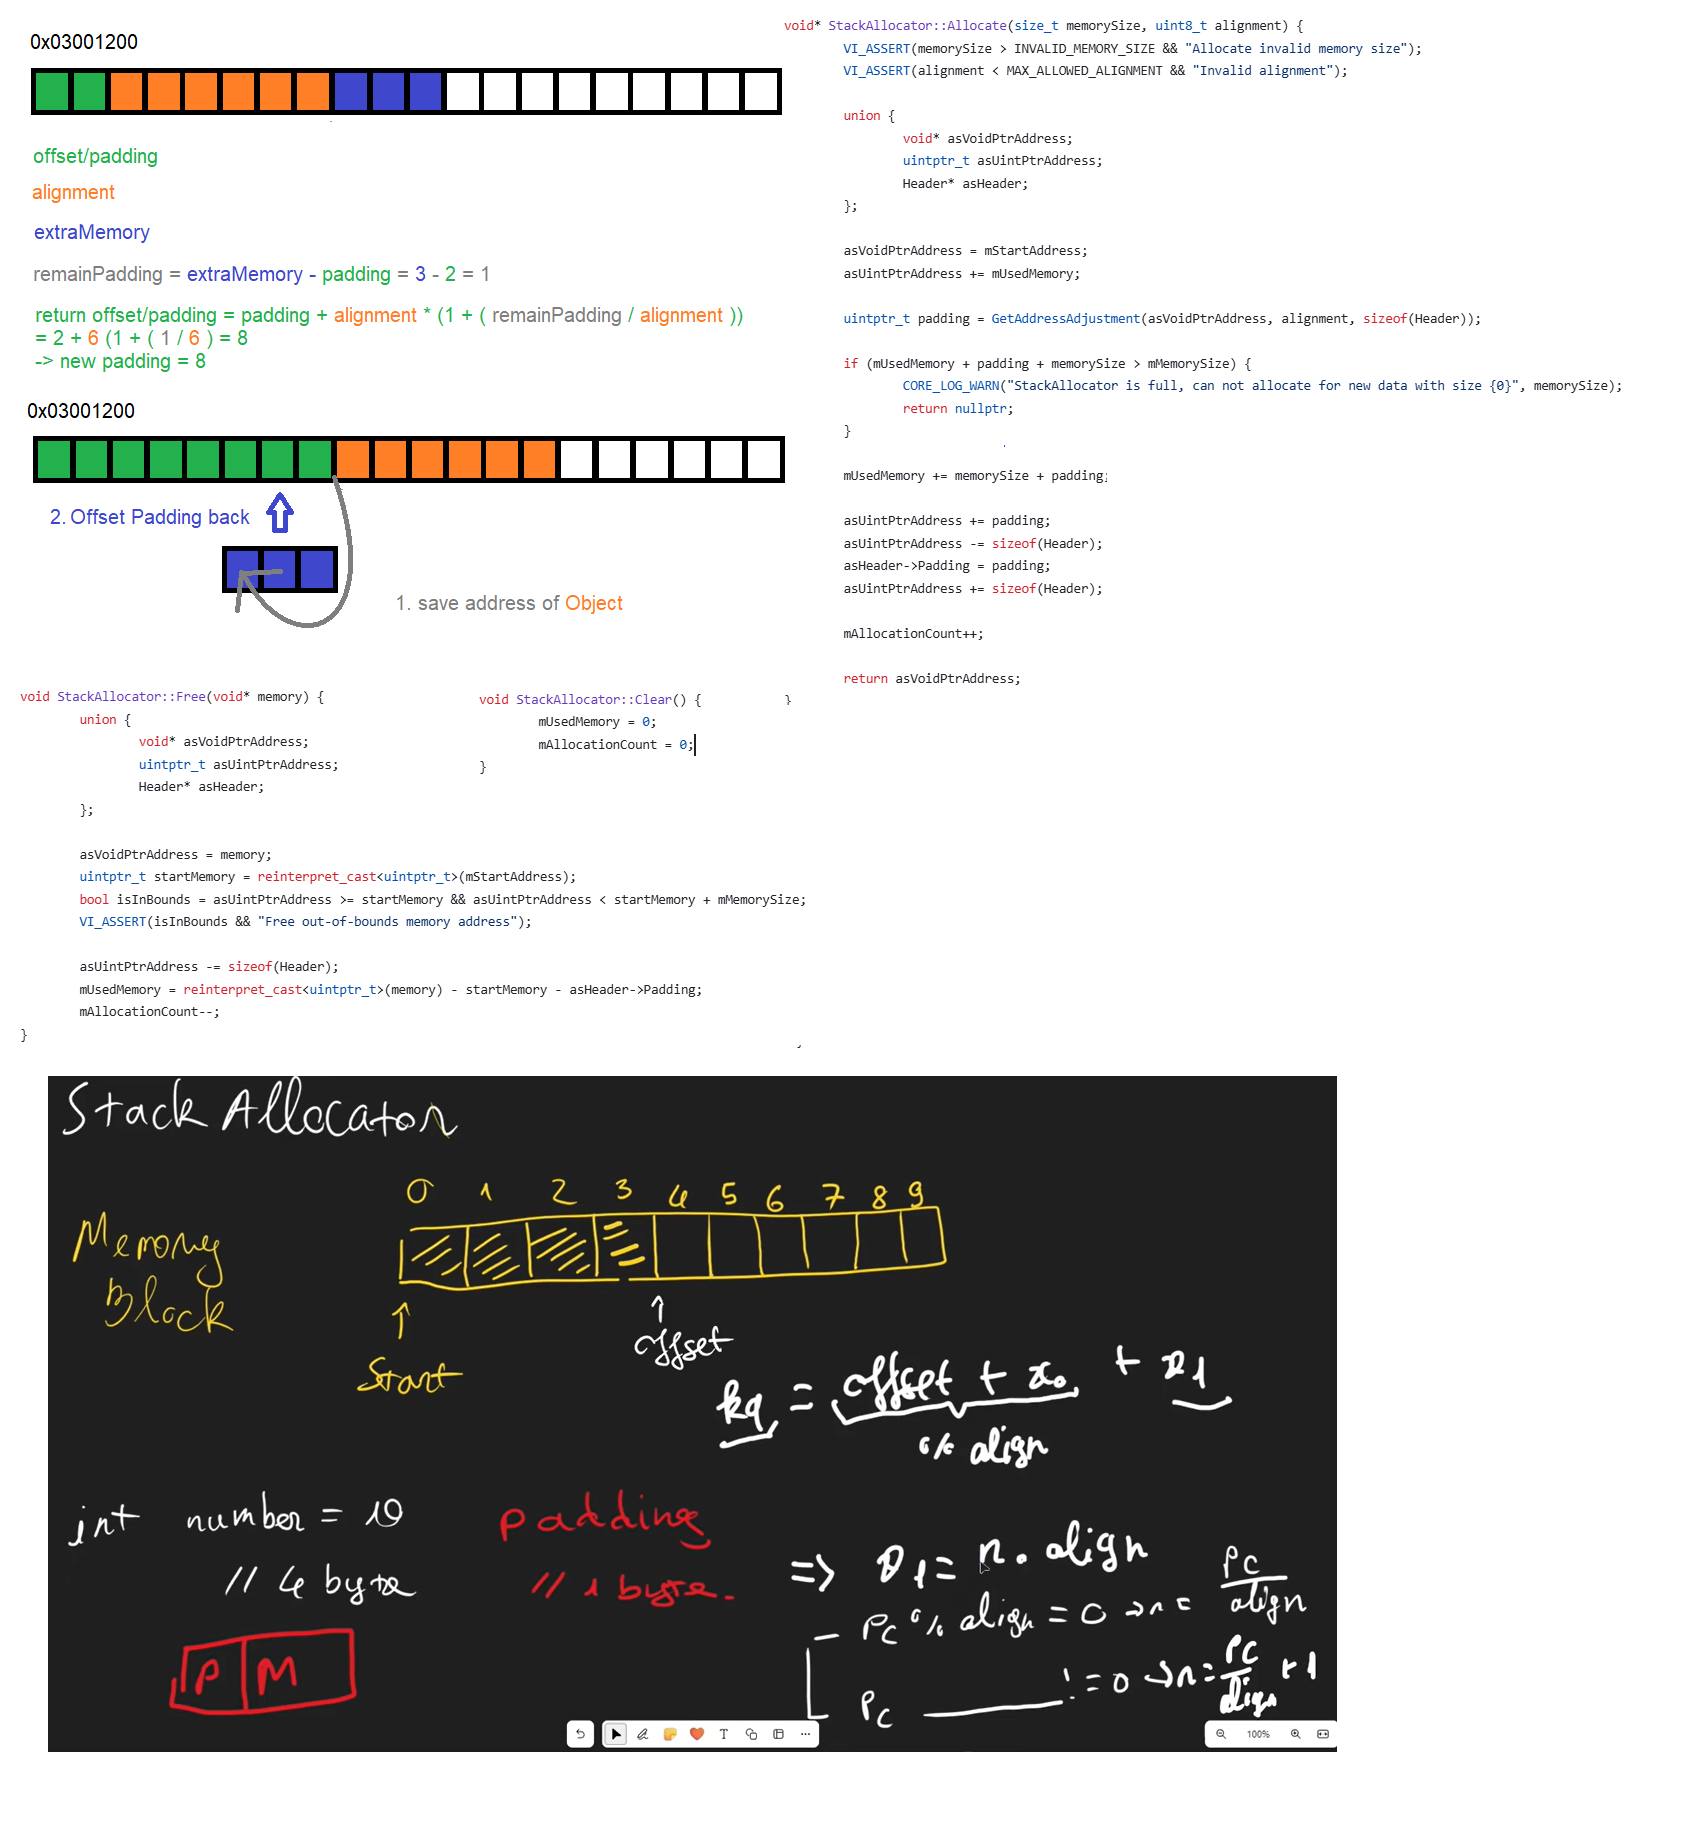 0x03001200
offset/padding
alignment
extraMemory
remainPadding = extraMemory - padding = 3 - 2 = 1
return offset/padding = padding + alignment * (1 + ( remainPadding / alignment ))
= 2 + 6 (1 + ( 1 / 6 ) = 8
-> new padding = 8
0x03001200
2. Offset Padding back
1. save address of Object
void* StackAllocator::Allocate(size_t memorySize, uint8_t alignment) {
VI_ASSERT(memorySize > INVALID_MEMORY_SIZE && "Allocate invalid memory size");
VI_ASSERT(alignment < MAX_ALLOWED_ALIGNMENT && "Invalid alignment");
union {
void* asVoidPtrAddress;
uintptr_t asUintPtrAddress;
Header* asHeader;
};
asVoidPtrAddress = mStartAddress;
asUintPtrAddress += mUsedMemory;
uintptr_t padding = GetAddressAdjustment(asVoidPtrAddress, alignment, sizeof(Header));
if (mUsedMemory + padding + memorySize > mMemorySize) {
CORE_LOG_WARN("StackAllocator is full, can not allocate for new data with size {0}", memorySize);
return nullptr;
}
mUsedMemory += memorySize + padding;
asUintPtrAddress += padding;
asUintPtrAddress -= sizeof(Header);
asHeader->Padding = padding;
asUintPtrAddress += sizeof(Header);
mAllocationCount++;
return asVoidPtrAddress;
}
void StackAllocator::Free(void* memory) {
union {
void* asVoidPtrAddress;
uintptr_t asUintPtrAddress;
Header* asHeader;
};
asVoidPtrAddress = memory;
uintptr_t startMemory = reinterpret_cast<uintptr_t>(mStartAddress);
bool isInBounds = asUintPtrAddress >= startMemory && asUintPtrAddress < startMemory + mMemorySize;
VI_ASSERT(isInBounds && "Free out-of-bounds memory address");
asUintPtrAddress -= sizeof(Header);
mUsedMemory = reinterpret_cast<uintptr_t>(memory) - startMemory - asHeader->Padding;
mAllocationCount--;
}
void StackAllocator::Clear() {
mUsedMemory = 0;
mAllocationCount = 0;
}
Stack Allocator
0 1 2 3 4 5 6 7 8 9
Memory
Block
Start
offset
kq = offset + x₀ + x1
% align
int number = 10
// 4 byte
padding
// 1 byte.
P M
=> x1 = n . align
Pc % align = 0 -> n = Pc / align
Pc ——— != 0 -> n = Pc / align + 1
T
100%